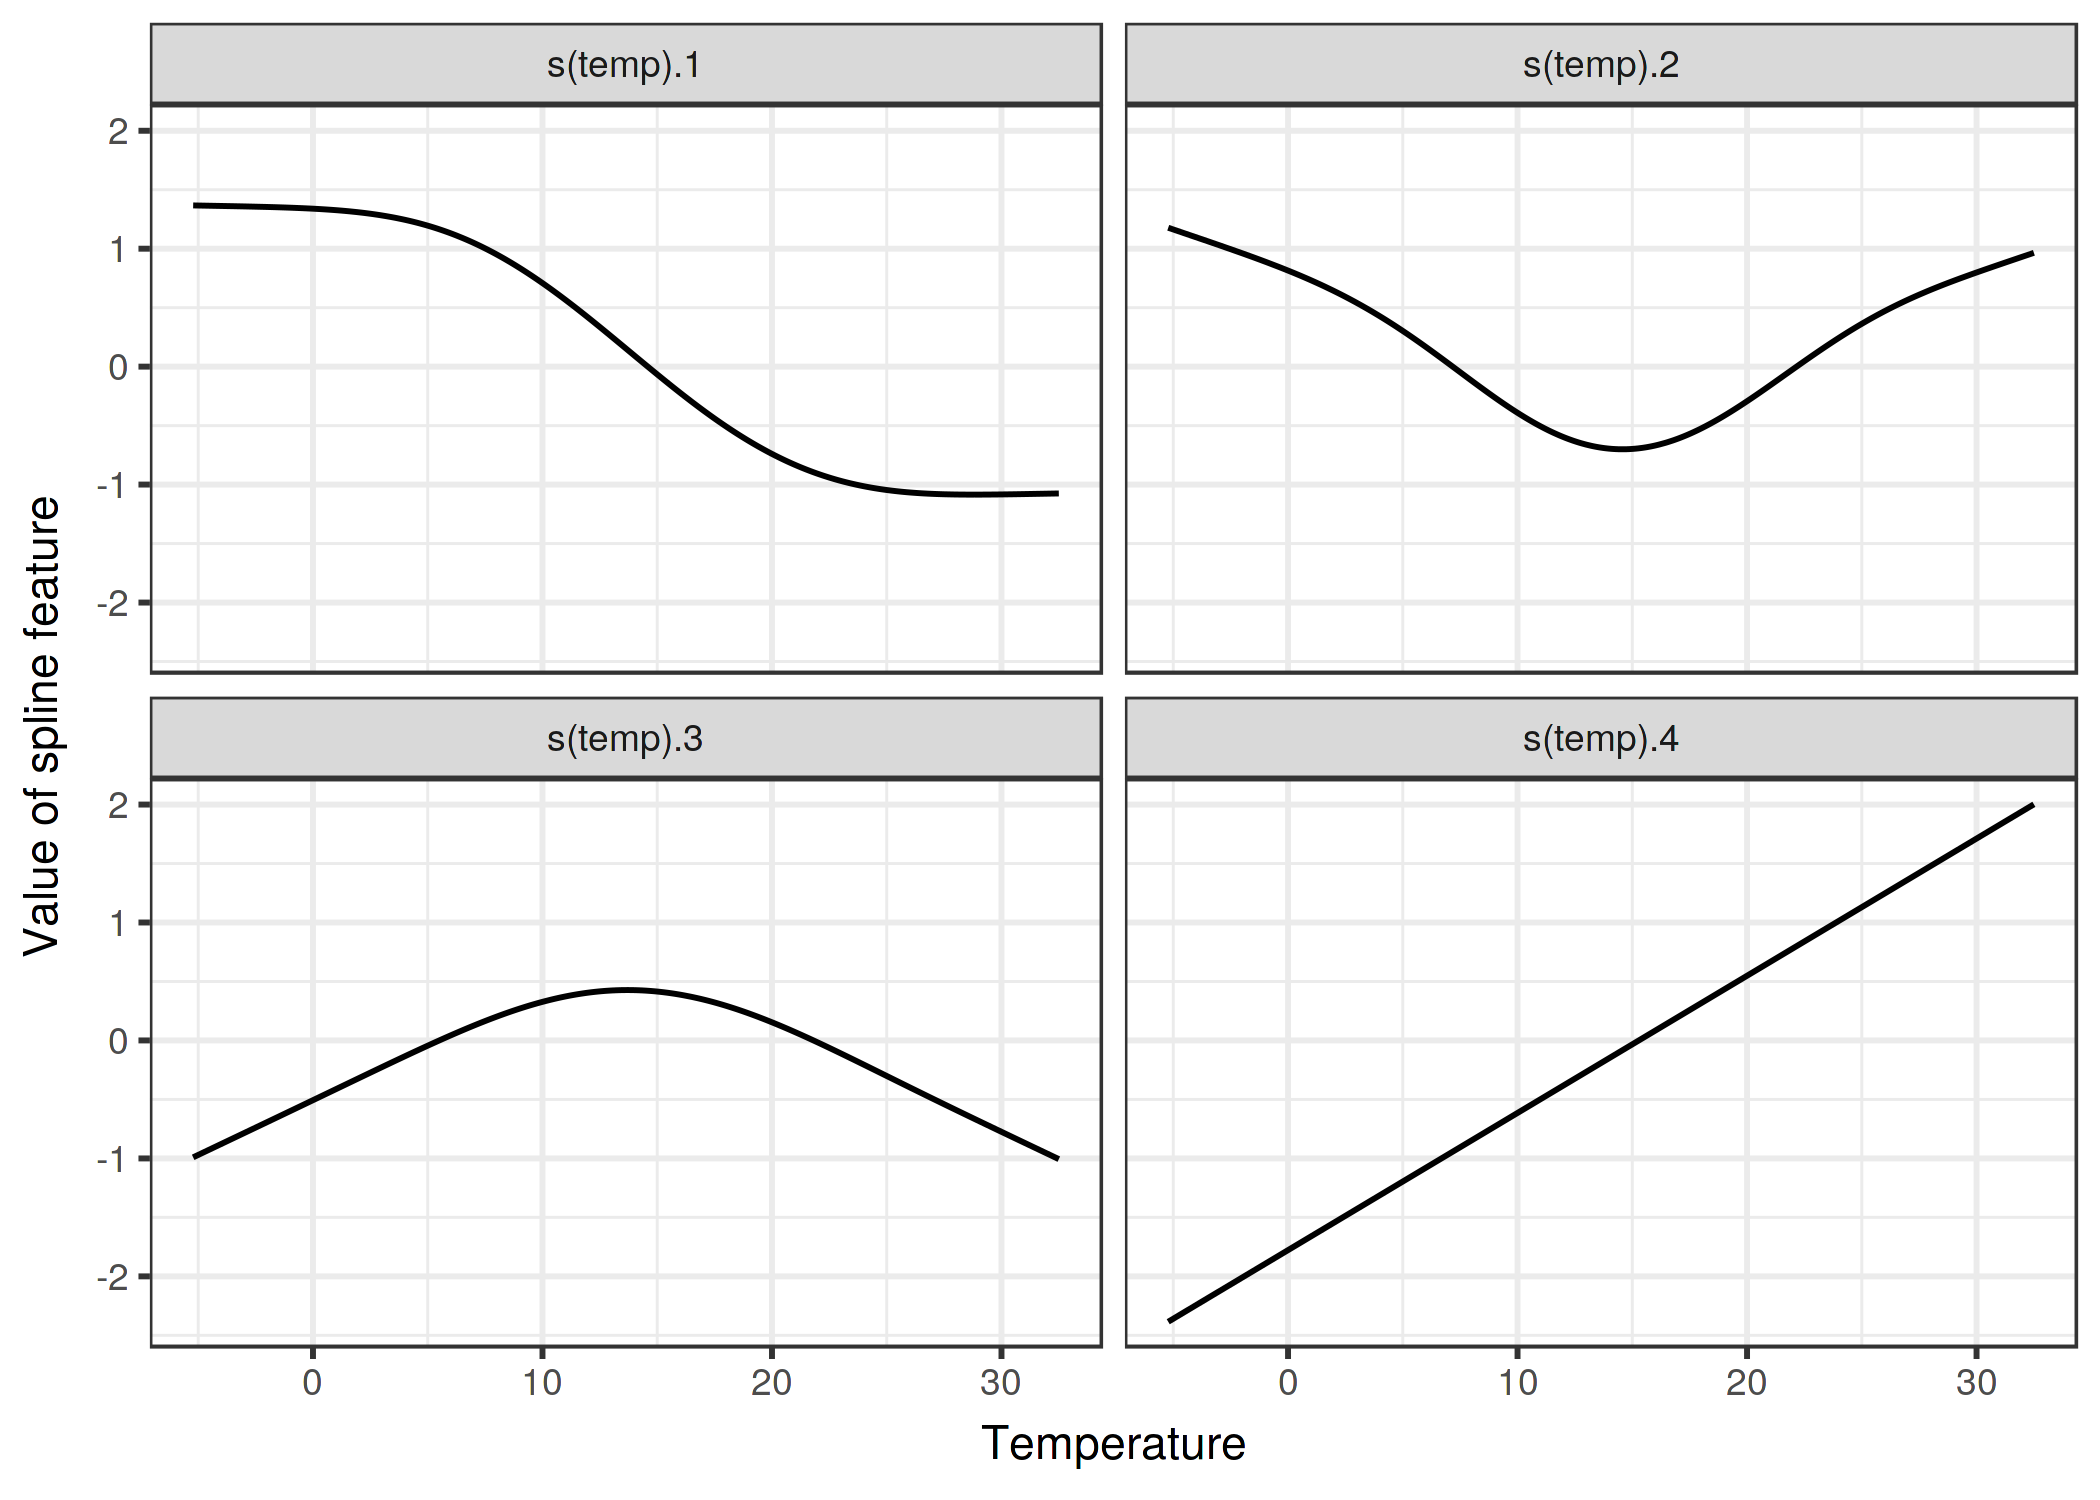 s(temp).1
s(temp).2
2
1
0
-1
-2
s(temp).3
s(temp).4
2
1
0
-1
-2
0 10 20 30
0 10 20 30
Temperature
Value of spline feature